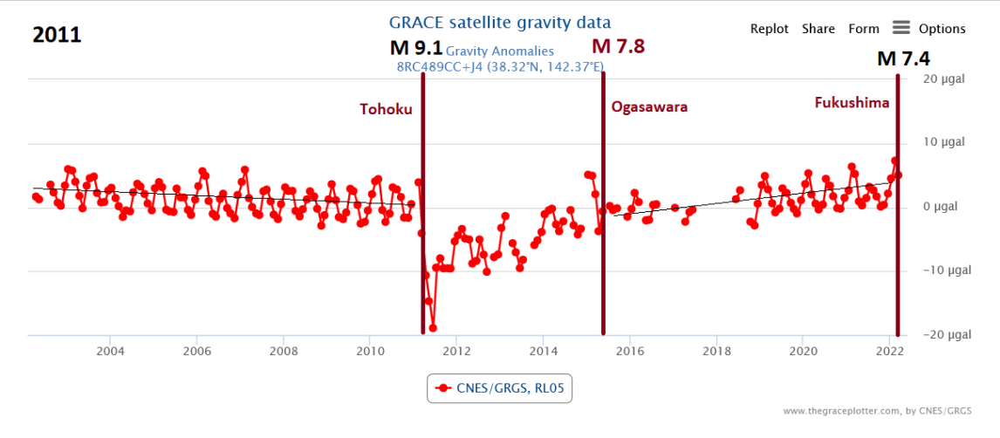 2011
GRACE satellite gravity data
Replot Share Form Options
M 9.1 Gravity Anomalies M 7.8
8RC489CC+J4 (38.32°N, 142.37°E)
M 7.4
20 µgal
Tohoku
Ogasawara
Fukushima
10 µgal
0 µgal
−10 µgal
−20 µgal
2004 2006 2008 2010 2012 2014 2016 2018 2020 2022
CNES/GRGS, RL05
www.thegraceplotter.com, by CNES/GRGS